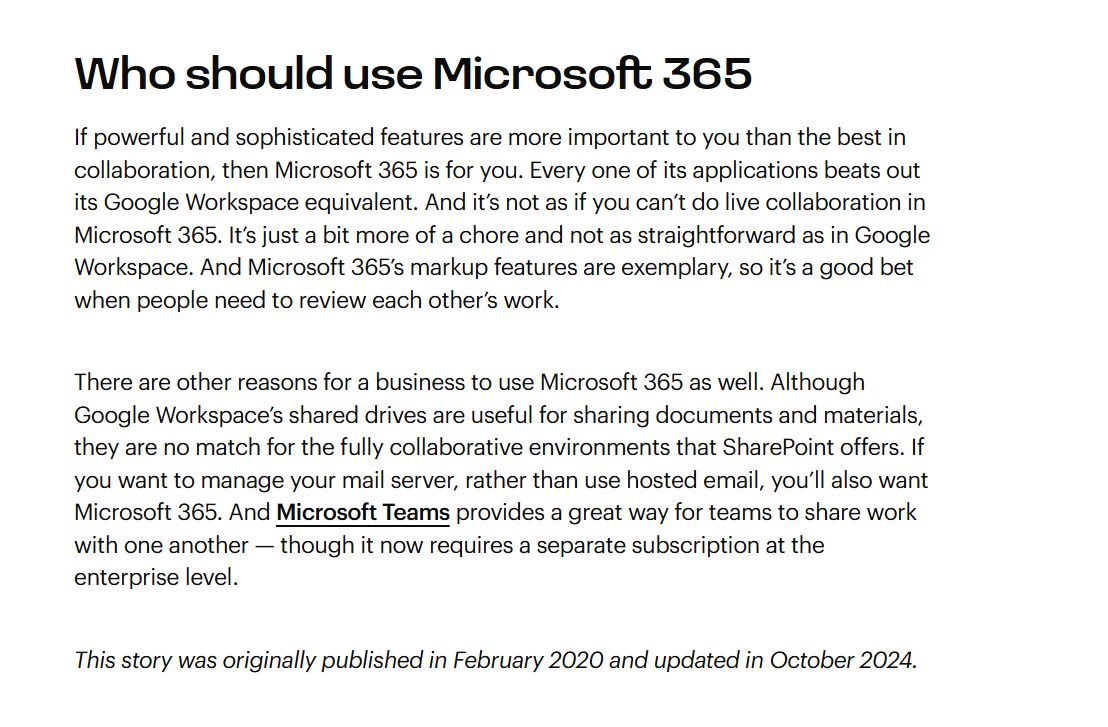 Who should use Microsoft 365
If powerful and sophisticated features are more important to you than the best in
collaboration, then Microsoft 365 is for you. Every one of its applications beats out
its Google Workspace equivalent. And it’s not as if you can’t do live collaboration in
Microsoft 365. It’s just a bit more of a chore and not as straightforward as in Google
Workspace. And Microsoft 365’s markup features are exemplary, so it’s a good bet
when people need to review each other’s work.
There are other reasons for a business to use Microsoft 365 as well. Although
Google Workspace’s shared drives are useful for sharing documents and materials,
they are no match for the fully collaborative environments that SharePoint offers. If
you want to manage your mail server, rather than use hosted email, you’ll also want
Microsoft 365. And Microsoft Teams provides a great way for teams to share work
with one another — though it now requires a separate subscription at the
enterprise level.
This story was originally published in February 2020 and updated in October 2024.